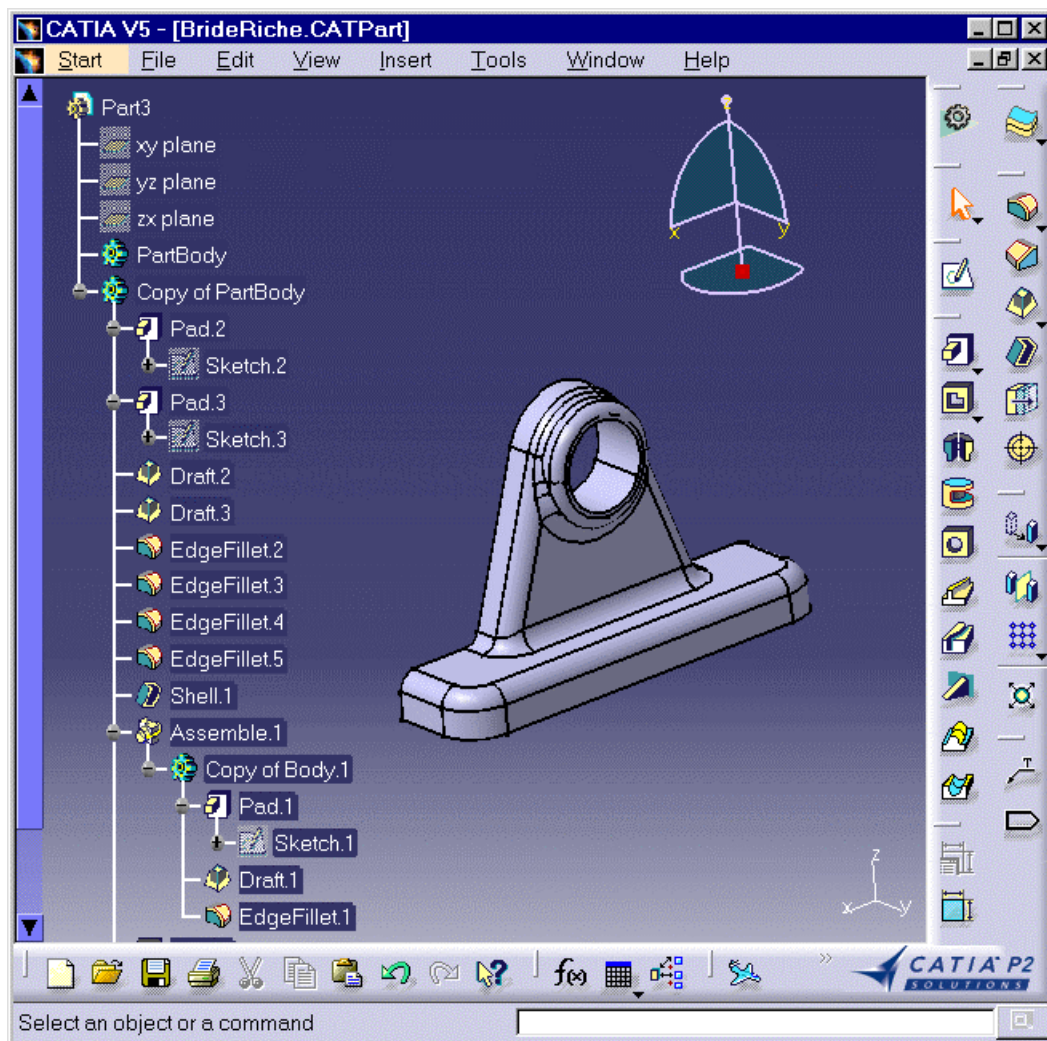 CATIA V5 - [BrideRiche.CATPart]
Start File Edit View Insert Tools Window Help
Part3
xy plane
yz plane
zx plane
PartBody
Copy of PartBody
Pad.2
Sketch.2
Pad.3
Sketch.3
Draft.2
Draft.3
EdgeFillet.2
EdgeFillet.3
EdgeFillet.4
EdgeFillet.5
Shell.1
Assemble.1
Copy of Body.1
Pad.1
Sketch.1
Draft.1
EdgeFillet.1
x y
z
x y
T
f(x)
CATIA P2
SOLUTIONS
Select an object or a command